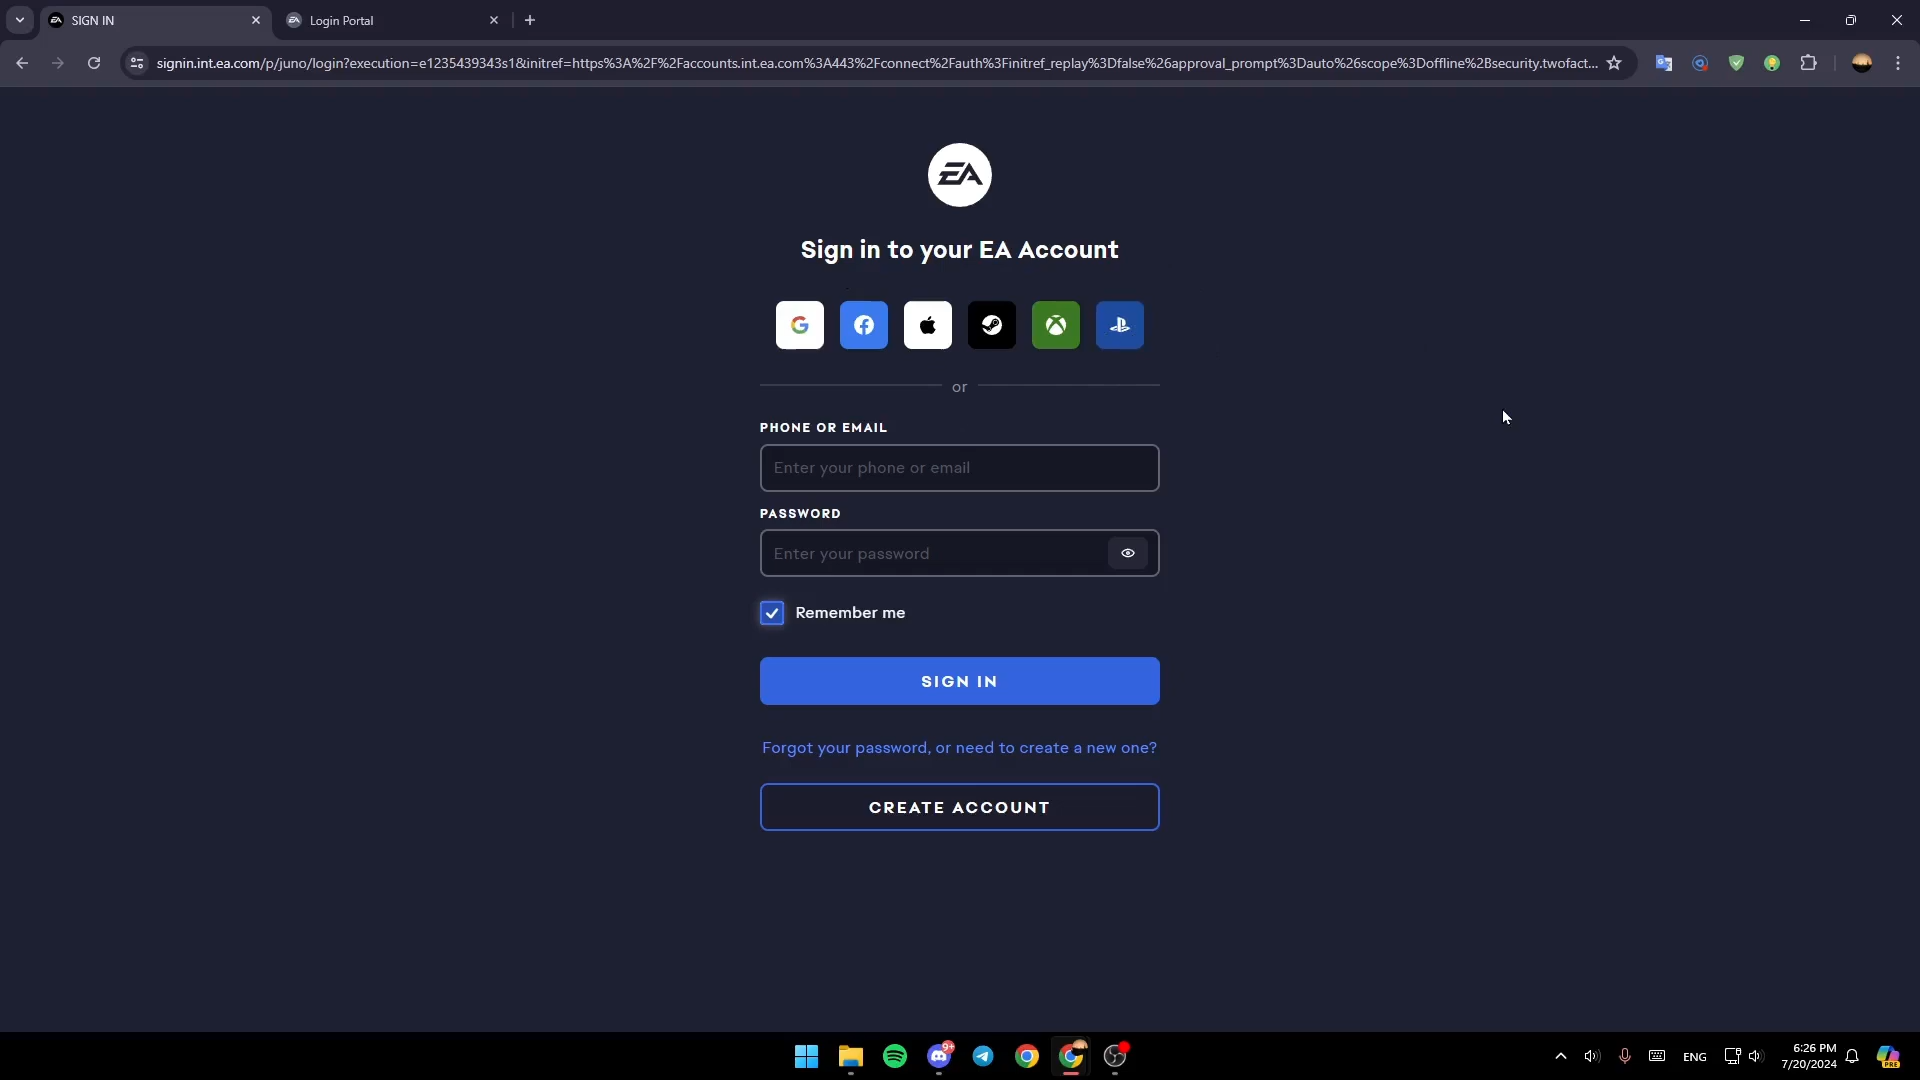 SIGN IN
Login Portal
signin.int.ea.com/p/juno/login?execution=e1235439343s1&initref=https%3A%2F%2Faccounts.int.ea.com%3A443%2Fconnect%2Fauth%3Finitref_replay%3Dfalse%26approval_prompt%3Dauto%26scope%3Doffline%2Bsecurity.twofact...
EA
Sign in to your EA Account
or
PHONE OR EMAIL
Enter your phone or email
PASSWORD
Enter your password
Remember me
SIGN IN
Forgot your password, or need to create a new one?
CREATE ACCOUNT
9+
ENG
6:26 PM
7/20/2024
PRE